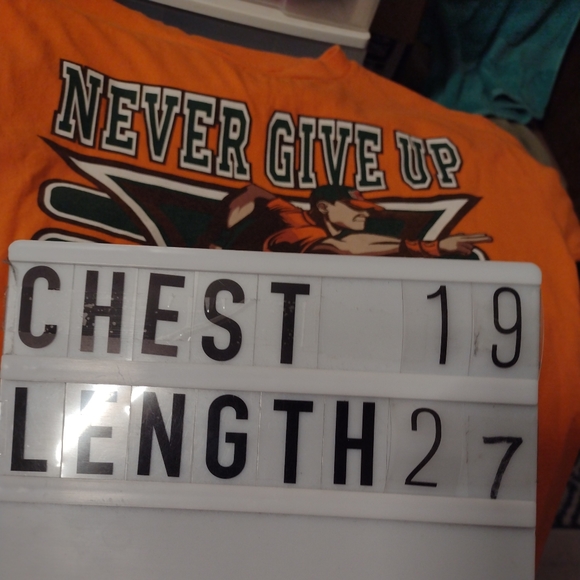 NEVER GIVE UP
CHEST 19
LENGTH 27